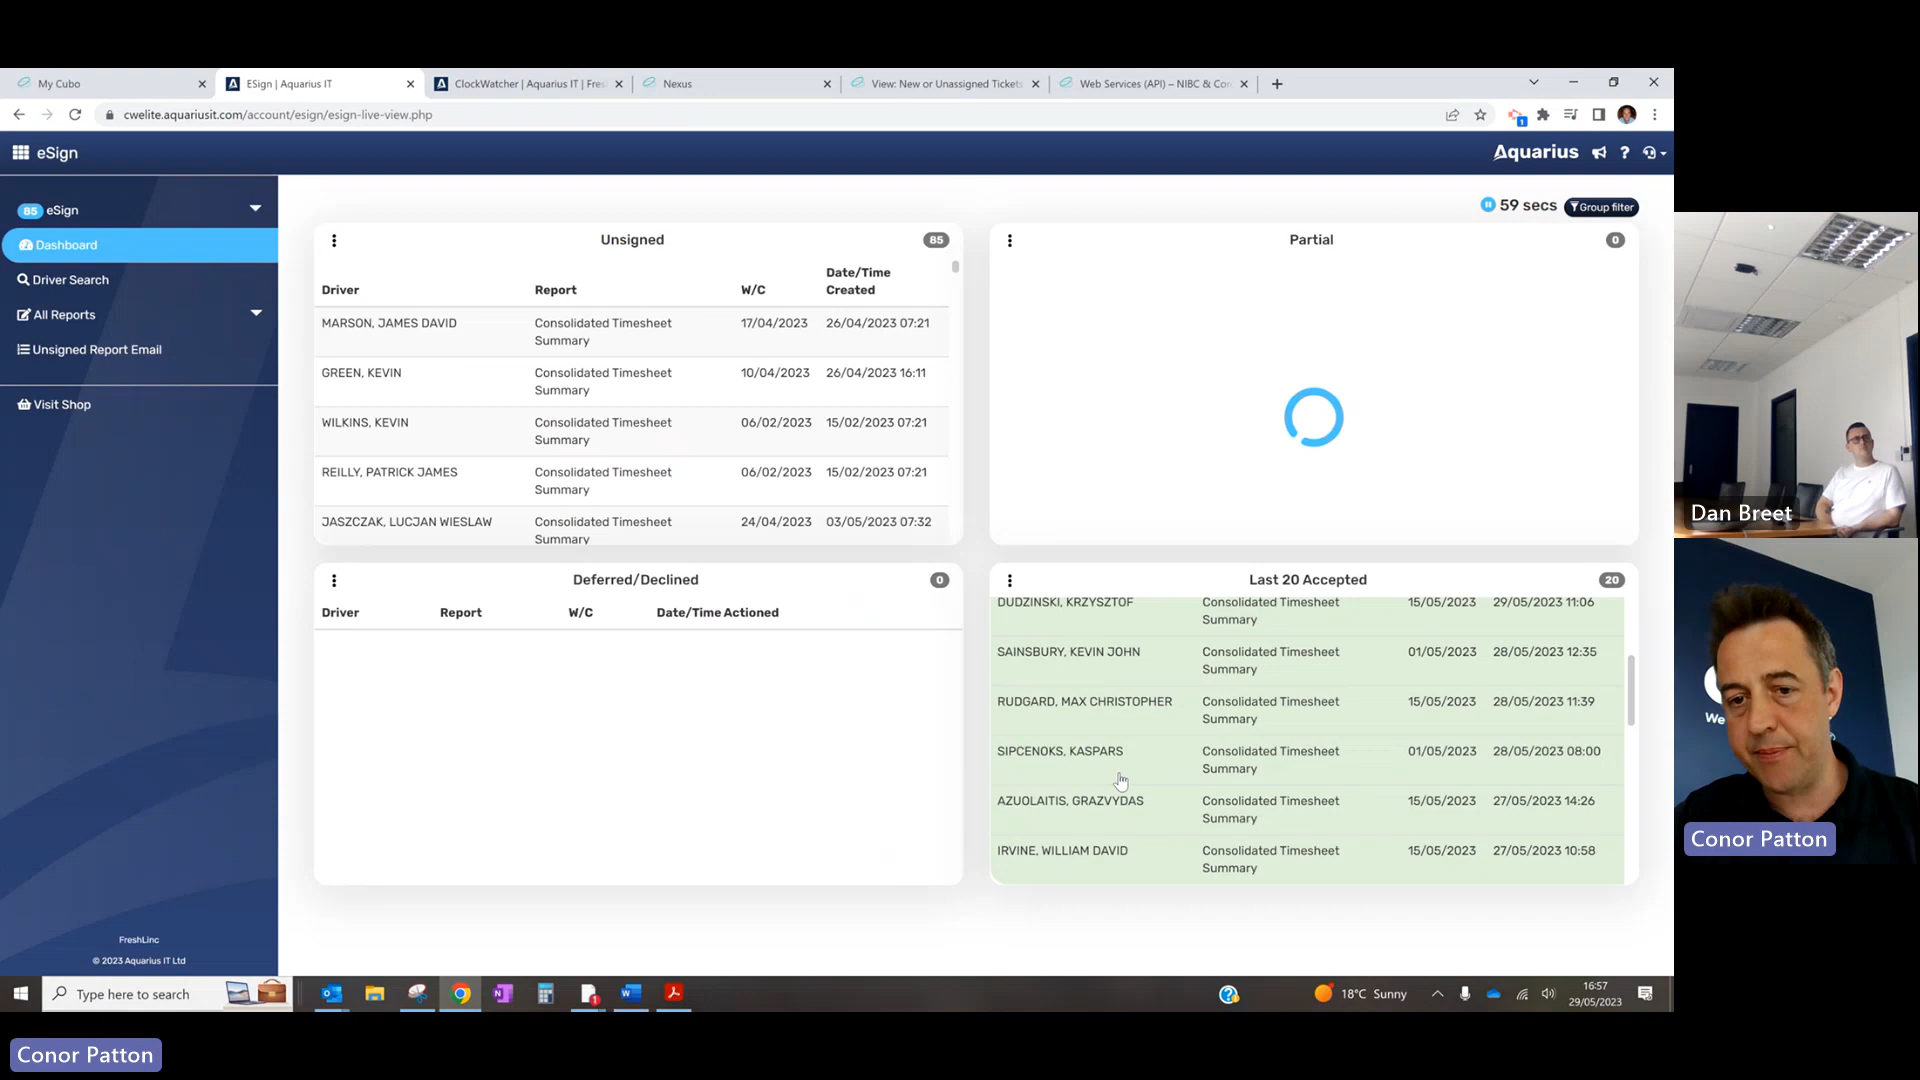 My Cubo
ESign | Aquarius IT
ClockWatcher | Aquarius IT | Fres
Nexus
View: New or Unassigned Tickets
Web Services (API) – NIBC & Co
cwelite.aquariusit.com/account/esign/esign-live-view.php
eSign
Aquarius
85 eSign
Dashboard
Driver Search
All Reports
Unsigned Report Email
Visit Shop
FreshLinc
© 2023 Aquarius IT Ltd
59 secs
Group filter
Unsigned 85
Driver Report W/C Date/Time Created
MARSON, JAMES DAVID Consolidated Timesheet Summary 17/04/2023 26/04/2023 07:21
GREEN, KEVIN Consolidated Timesheet Summary 10/04/2023 26/04/2023 16:11
WILKINS, KEVIN Consolidated Timesheet Summary 06/02/2023 15/02/2023 07:21
REILLY, PATRICK JAMES Consolidated Timesheet Summary 06/02/2023 15/02/2023 07:21
JASZCZAK, LUCJAN WIESLAW Consolidated Timesheet Summary 24/04/2023 03/05/2023 07:32
Partial 0
Deferred/Declined 0
Driver Report W/C Date/Time Actioned
Last 20 Accepted 20
DUDZINSKI, KRZYSZTOF Consolidated Timesheet Summary 15/05/2023 29/05/2023 11:06
SAINSBURY, KEVIN JOHN Consolidated Timesheet Summary 01/05/2023 28/05/2023 12:35
RUDGARD, MAX CHRISTOPHER Consolidated Timesheet Summary 15/05/2023 28/05/2023 11:39
SIPCENOKS, KASPARS Consolidated Timesheet Summary 01/05/2023 28/05/2023 08:00
AZUOLAITIS, GRAZVYDAS Consolidated Timesheet Summary 15/05/2023 27/05/2023 14:26
IRVINE, WILLIAM DAVID Consolidated Timesheet Summary 15/05/2023 27/05/2023 10:58
Type here to search
18°C Sunny
16:57
29/05/2023
Dan Breet
We
Conor Patton
Conor Patton